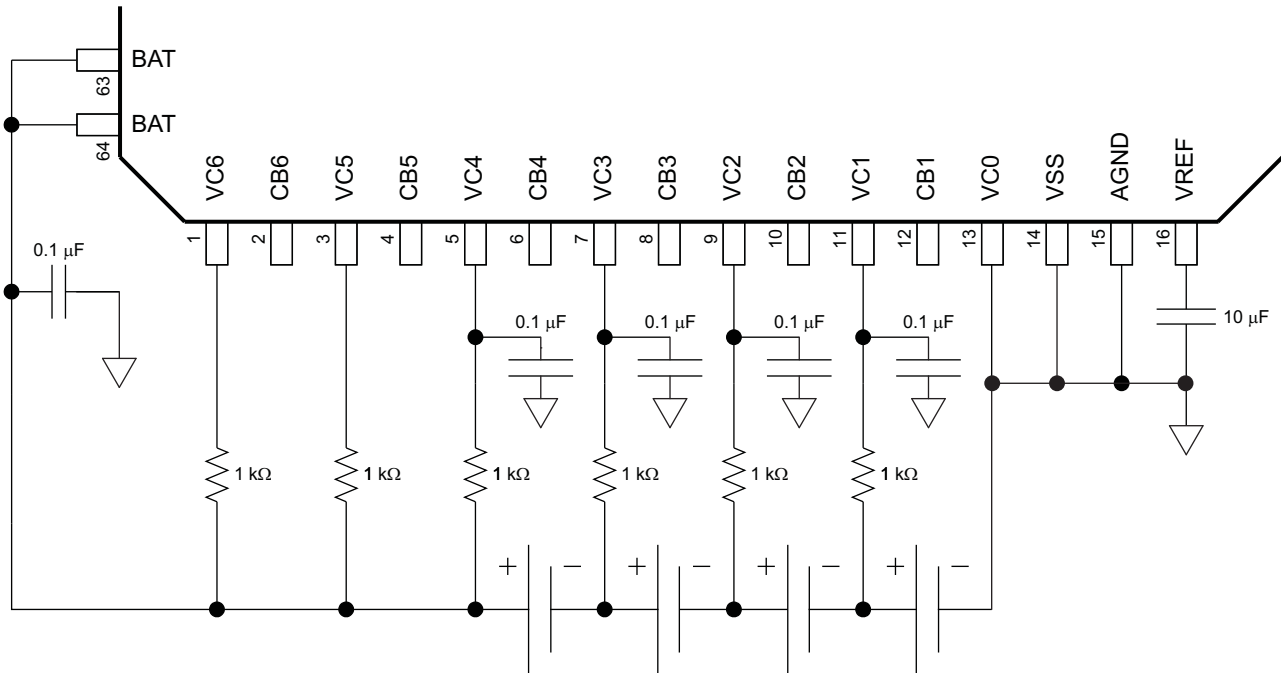 BAT
63
BAT
64
VC6
CB6
VC5
CB5
VC4
CB4
VC3
CB3
VC2
CB2
VC1
CB1
VC0
VSS
AGND
VREF
1
2
3
4
5
6
7
8
9
10
11
12
13
14
15
16
0.1 μF
0.1 μF
0.1 μF
0.1 μF
0.1 μF
10 μF
1 kΩ
1 kΩ
1 kΩ
1 kΩ
1 kΩ
1 kΩ
+ −
+ −
+ −
+ −